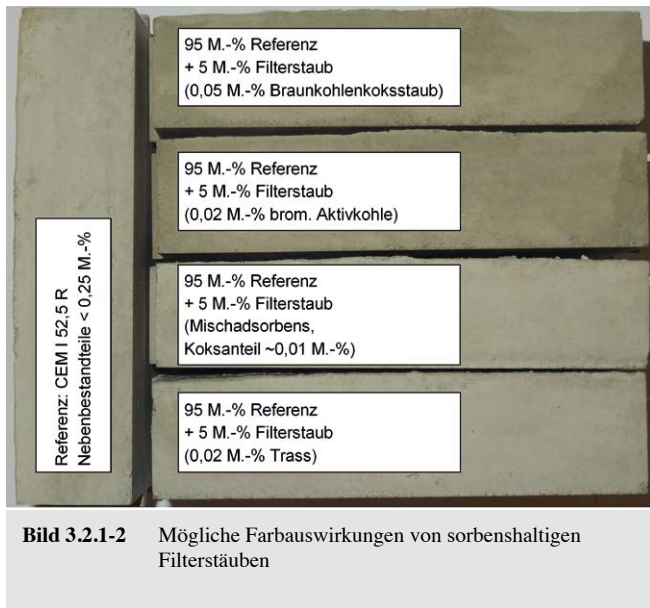 95 M.-% Referenz
+ 5 M.-% Filterstaub
(0,05 M.-% Braunkohlenkoksstaub)
95 M.-% Referenz
+ 5 M.-% Filterstaub
(0,02 M.-% brom. Aktivkohle)
95 M.-% Referenz
+ 5 M.-% Filterstaub
(Mischadsorbens,
Koksanteil ~0,01 M.-%)
95 M.-% Referenz
+ 5 M.-% Filterstaub
(0,02 M.-% Trass)
Referenz: CEM I 52,5 R
Nebenbestandteile < 0,25 M.-%
Bild 3.2.1-2 Mögliche Farbauswirkungen von sorbenshaltigen
Filterstäuben